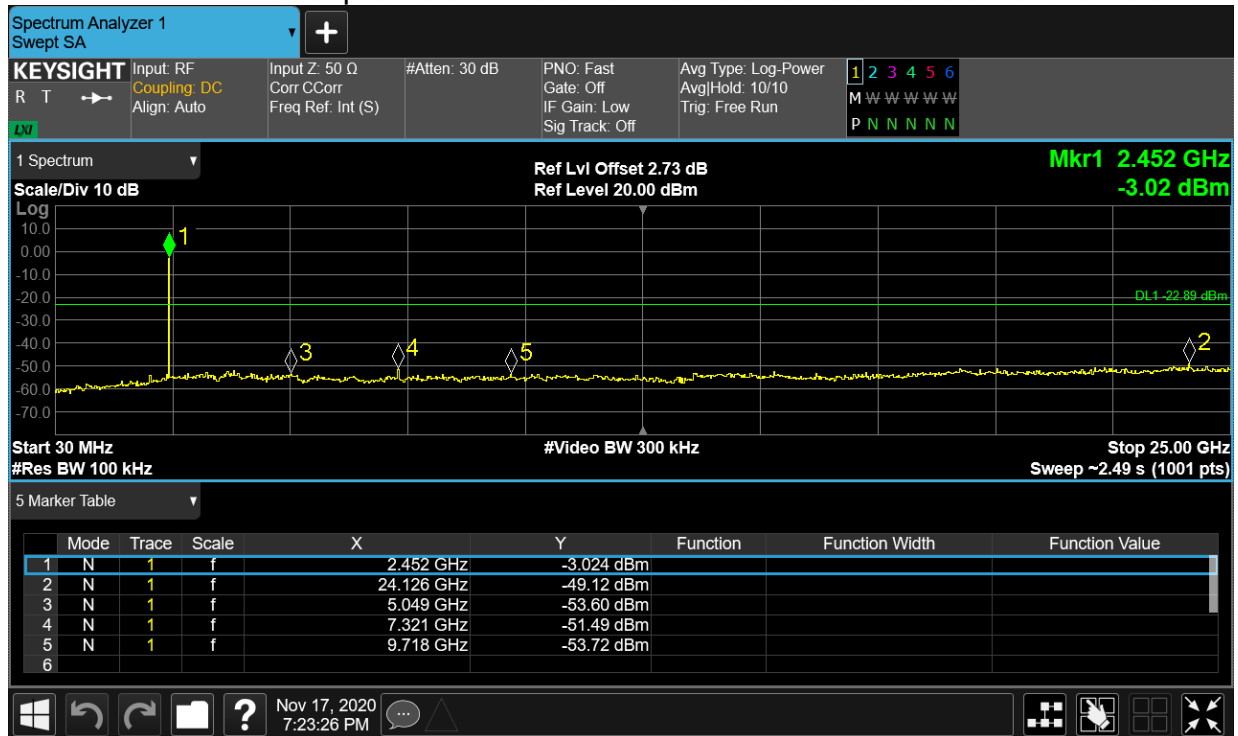 Spectrum Analyzer 1
Swept SA
KEYSIGHT
R T
LXI
Input: RF
Coupling: DC
Align: Auto
Input Z: 50 Ω
Corr CCorr
Freq Ref: Int (S)
#Atten: 30 dB
PNO: Fast
Gate: Off
IF Gain: Low
Sig Track: Off
Avg Type: Log-Power
Avg|Hold: 10/10
Trig: Free Run
1 2 3 4 5 6
M W W W W W
P N N N N N
1 Spectrum
Scale/Div 10 dB
Ref Lvl Offset 2.73 dB
Ref Level 20.00 dBm
Mkr1 2.452 GHz
-3.02 dBm
Log
10.0
0.00
-10.0
-20.0
-30.0
-40.0
-50.0
-60.0
-70.0
1
DL1 -22.89 dBm
3
4
5
2
Start 30 MHz
#Res BW 100 kHz
#Video BW 300 kHz
Stop 25.00 GHz
Sweep ~2.49 s (1001 pts)
5 Marker Table
Mode Trace Scale X Y Function Function Width Function Value
1 N 1 f 2.452 GHz -3.024 dBm
2 N 1 f 24.126 GHz -49.12 dBm
3 N 1 f 5.049 GHz -53.60 dBm
4 N 1 f 7.321 GHz -51.49 dBm
5 N 1 f 9.718 GHz -53.72 dBm
6
?
Nov 17, 2020
7:23:26 PM